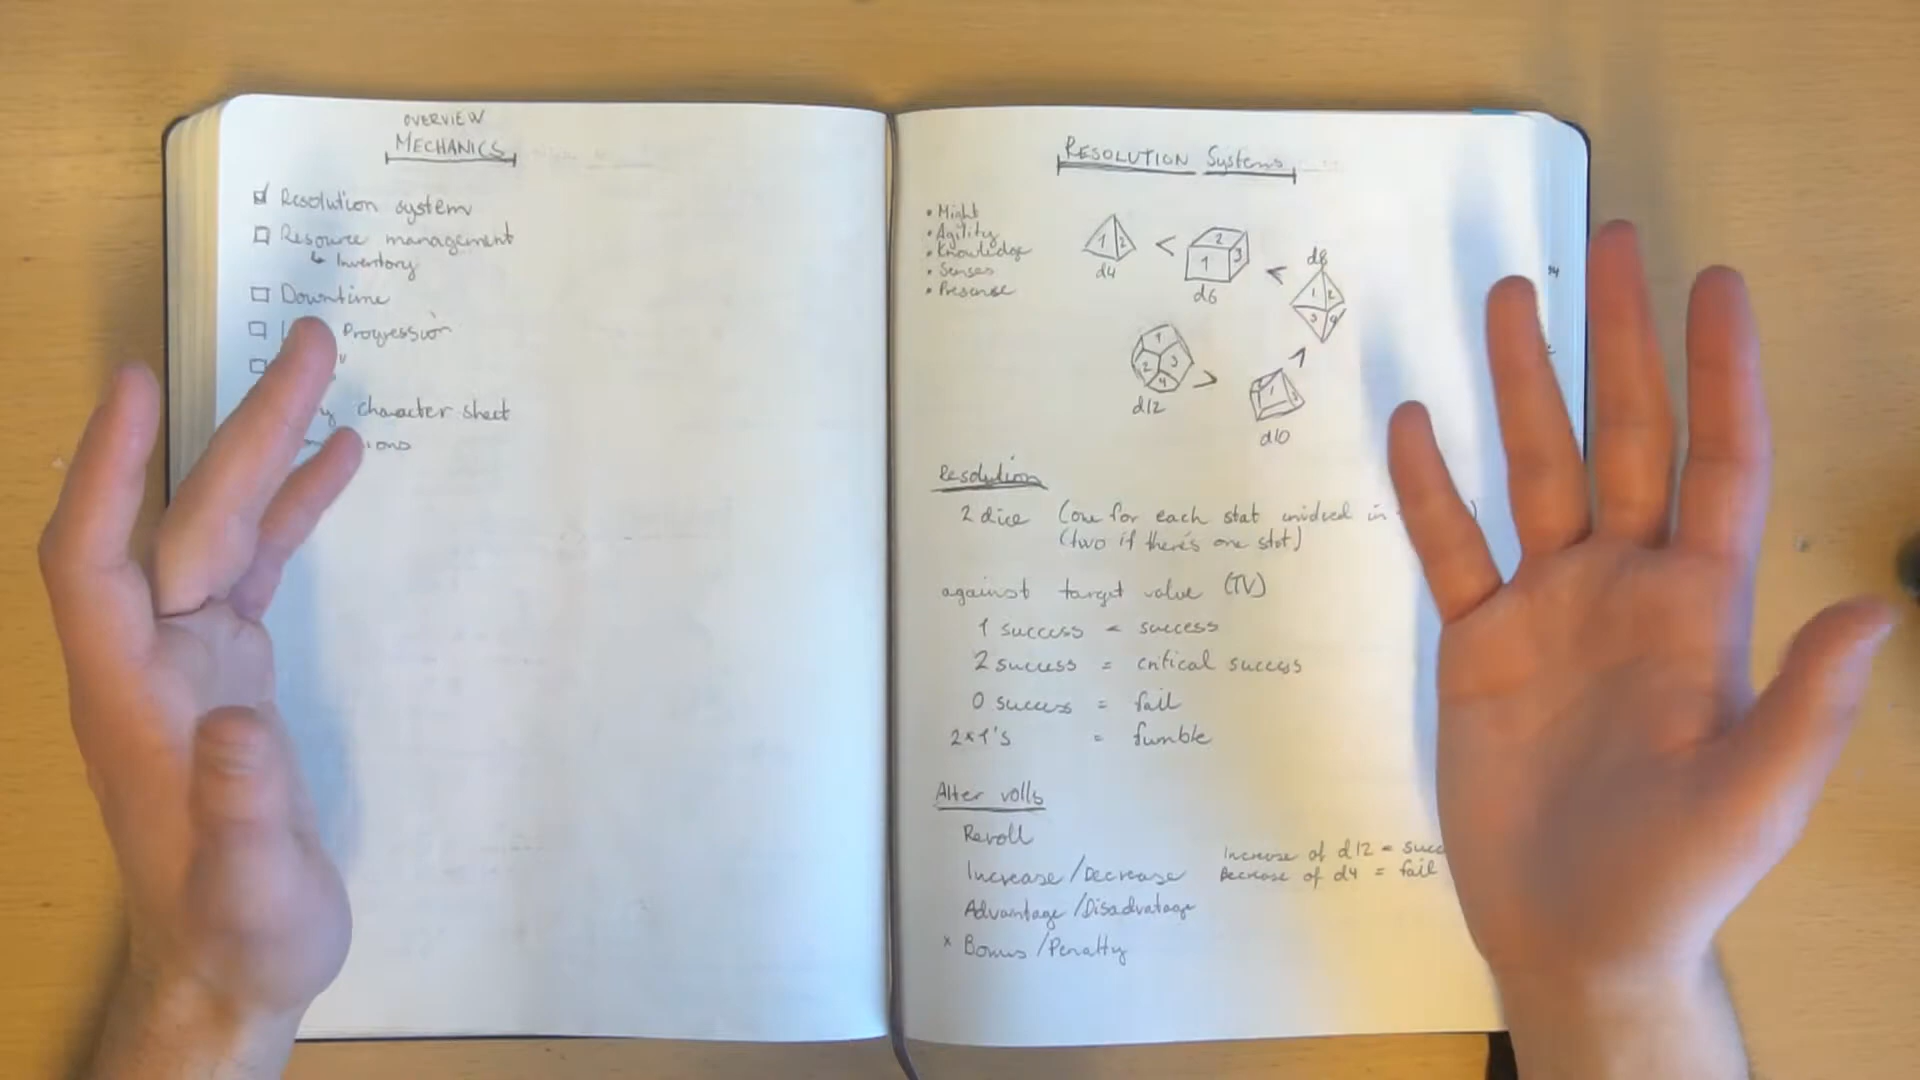 OVERVIEW
MECHANICS
Resolution system
Resource management
↳ Inventory
Downtime
Progression
character sheet
RESOLUTION Systems
• Might
• Agility
• Knowledge
• Senses
• Presense
1 2
d4
<
2
1 3
d6
<
d8
1 2
3 4
1
2 3
4
d12
>
1
d10
>
Resolution
2 dice (one for each stat involved in
(two if there's one stat)
against target value (TV)
1 success = success
2 success = critical success
0 success = fail
2×1's = fumble
Alter rolls
Reroll
Increase/Decrease
Increase of d12 = succ
Decrease of d4 = fail
Advantage/Disadvatage
× Bonus/Penalty